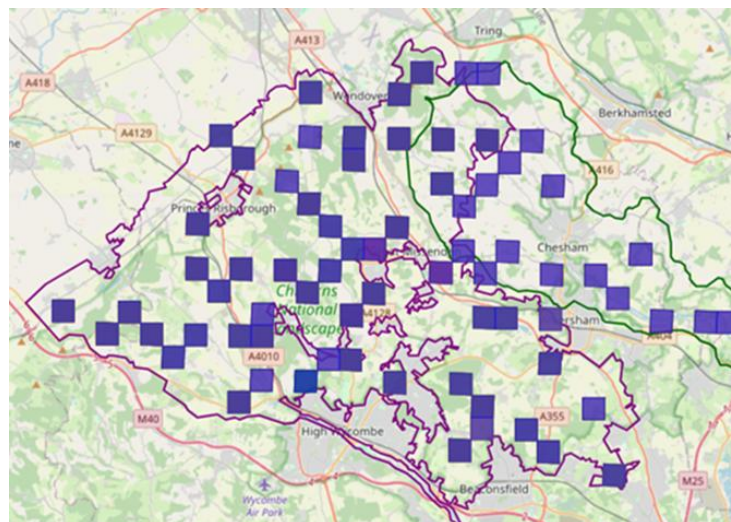 Tring
A413
A418
Wendover
Berkhamsted
A4129
A416
Princes Risborough
Chesham
Chilterns
National
Landscape
A4128
A404
A4010
A355
M40
High Wycombe
M25
Beaconsfield
Wycombe
Air Park